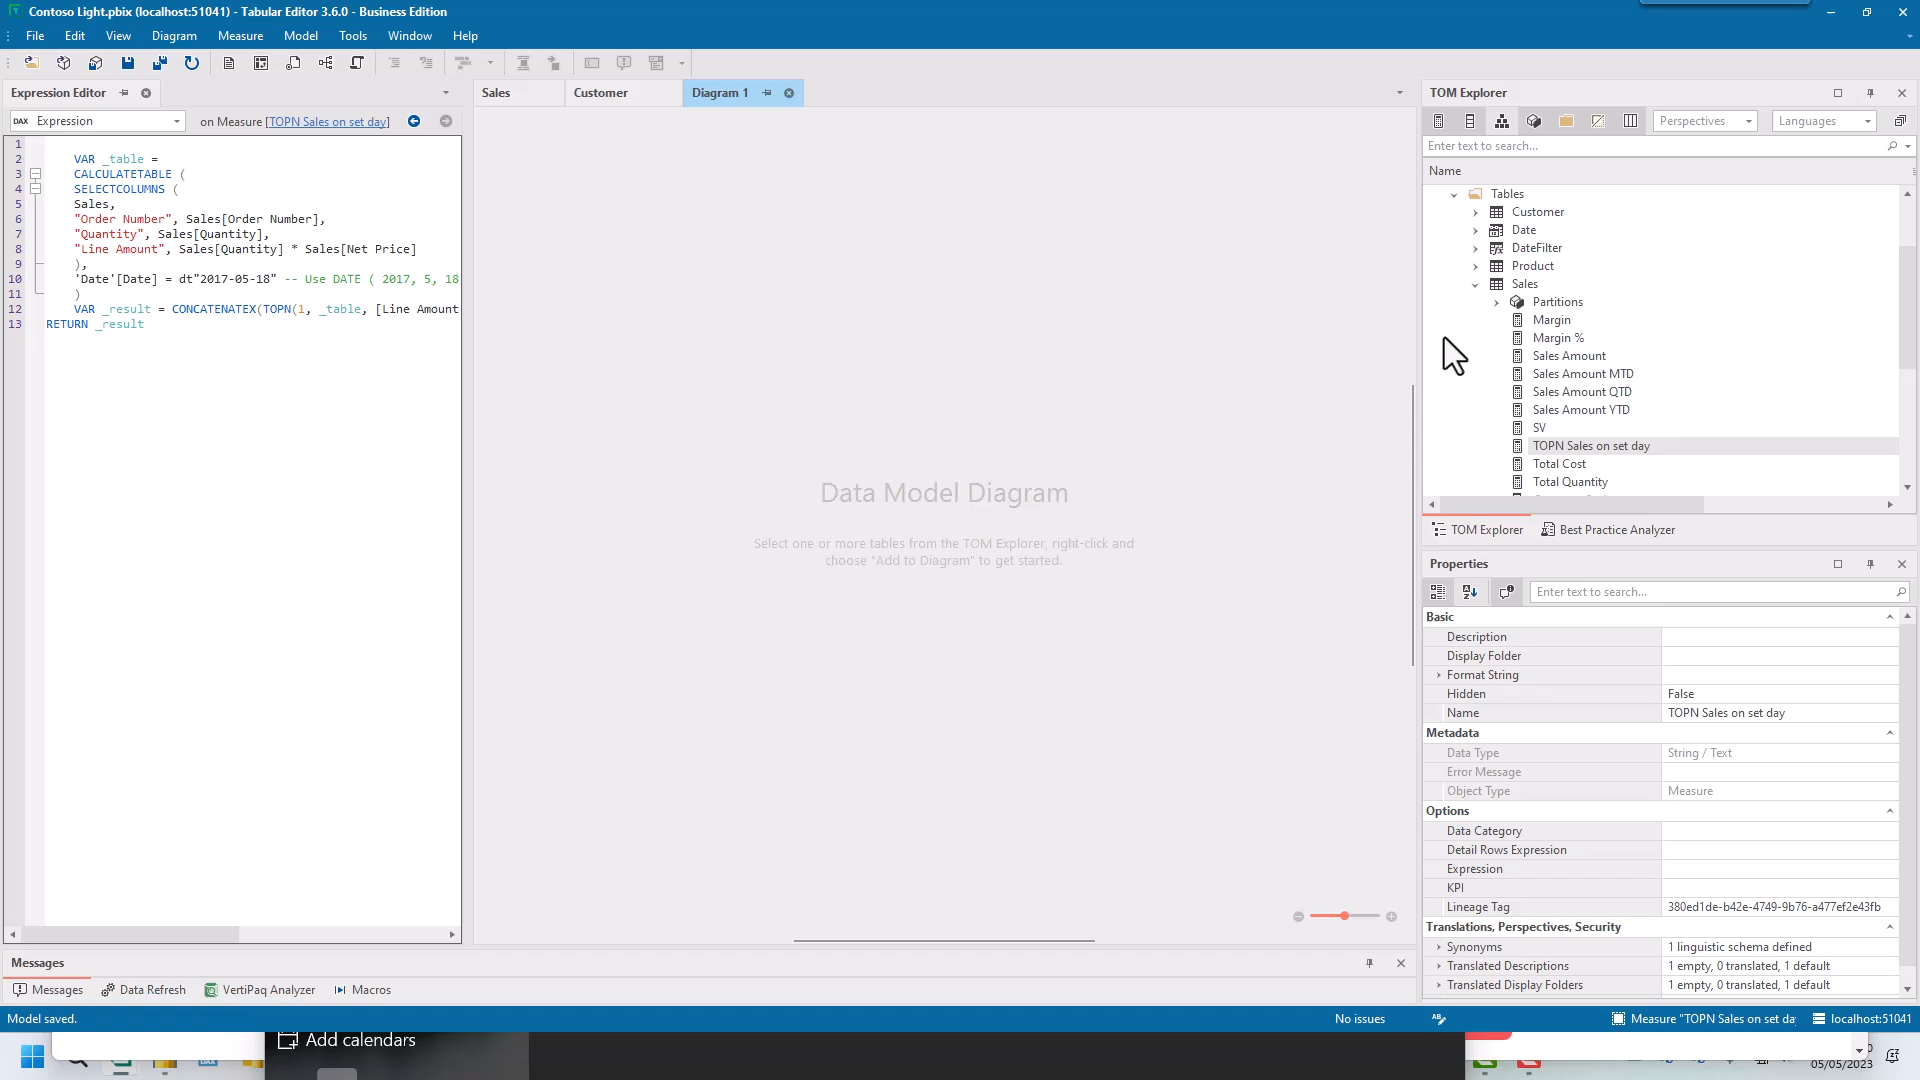 Contoso Light.pbix (localhost:51041) - Tabular Editor 3.6.0 - Business Edition
File Edit View Diagram Measure Model Tools Window Help
Expression Editor
DAX Expression on Measure [TOPN Sales on set day]
1
2 VAR _table =
3 CALCULATETABLE (
4 SELECTCOLUMNS (
5 Sales,
6 "Order Number", Sales[Order Number],
7 "Quantity", Sales[Quantity],
8 "Line Amount", Sales[Quantity] * Sales[Net Price]
9 ),
10 'Date'[Date] = dt"2017-05-18" -- Use DATE ( 2017, 5, 18
11 )
12 VAR _result = CONCATENATEX(TOPN(1, _table, [Line Amount
13 RETURN _result
Sales Customer Diagram 1
Data Model Diagram
Select one or more tables from the TOM Explorer, right-click and
choose "Add to Diagram" to get started.
TOM Explorer
Perspectives Languages
Enter text to search...
Name
Tables
Customer
Date
DateFilter
Product
Sales
Partitions
Margin
Margin %
Sales Amount
Sales Amount MTD
Sales Amount QTD
Sales Amount YTD
SV
TOPN Sales on set day
Total Cost
Total Quantity
TOM Explorer Best Practice Analyzer
Properties
Enter text to search...
Basic
Description
Display Folder
Format String
Hidden False
Name TOPN Sales on set day
Metadata
Data Type String / Text
Error Message
Object Type Measure
Options
Data Category
Detail Rows Expression
Expression
KPI
Lineage Tag 380ed1de-b42e-4749-9b76-a477ef2e43fb
Translations, Perspectives, Security
Synonyms 1 linguistic schema defined
Translated Descriptions 1 empty, 0 translated, 1 default
Translated Display Folders 1 empty, 0 translated, 1 default
Messages
Messages Data Refresh VertiPaq Analyzer Macros
Model saved. No issues Measure "TOPN Sales on set da localhost:51041
Add calendars
05/05/2023